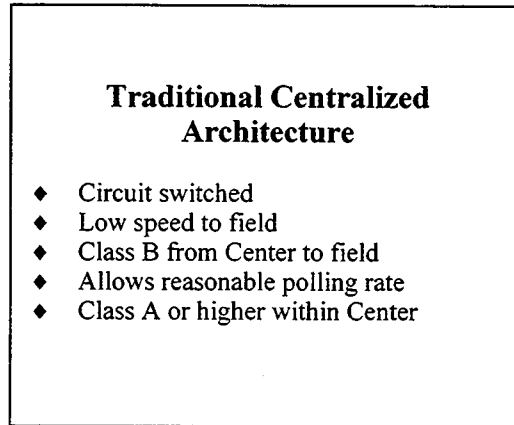 Traditional Centralized
Architecture
♦ Circuit switched
♦ Low speed to field
♦ Class B from Center to field
♦ Allows reasonable polling rate
♦ Class A or higher within Center